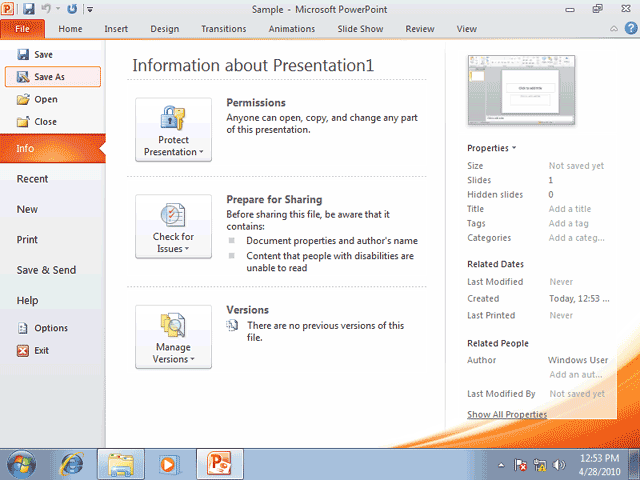 Sample - Microsoft PowerPoint
File Home Insert Design Transitions Animations Slide Show Review View
Save
Save As
Open
Close
Info
Recent
New
Print
Save & Send
Help
Options
Exit
Information about Presentation1
Protect
Presentation
Permissions
Anyone can open, copy, and change any part
of this presentation.
Check for
Issues
Prepare for Sharing
Before sharing this file, be aware that it
contains:
Document properties and author's name
Content that people with disabilities are
unable to read
Manage
Versions
Versions
There are no previous versions of this
file.
Properties
Size Not saved yet
Slides 1
Hidden slides 0
Title Add a title
Tags Add a tag
Categories Add a categ...
Related Dates
Last Modified Never
Created Today, 12:53 ...
Last Printed Never
Related People
Author Windows User
Add an aut...
Last Modified By Not saved yet
Show All Properties
12:53 PM
4/28/2010